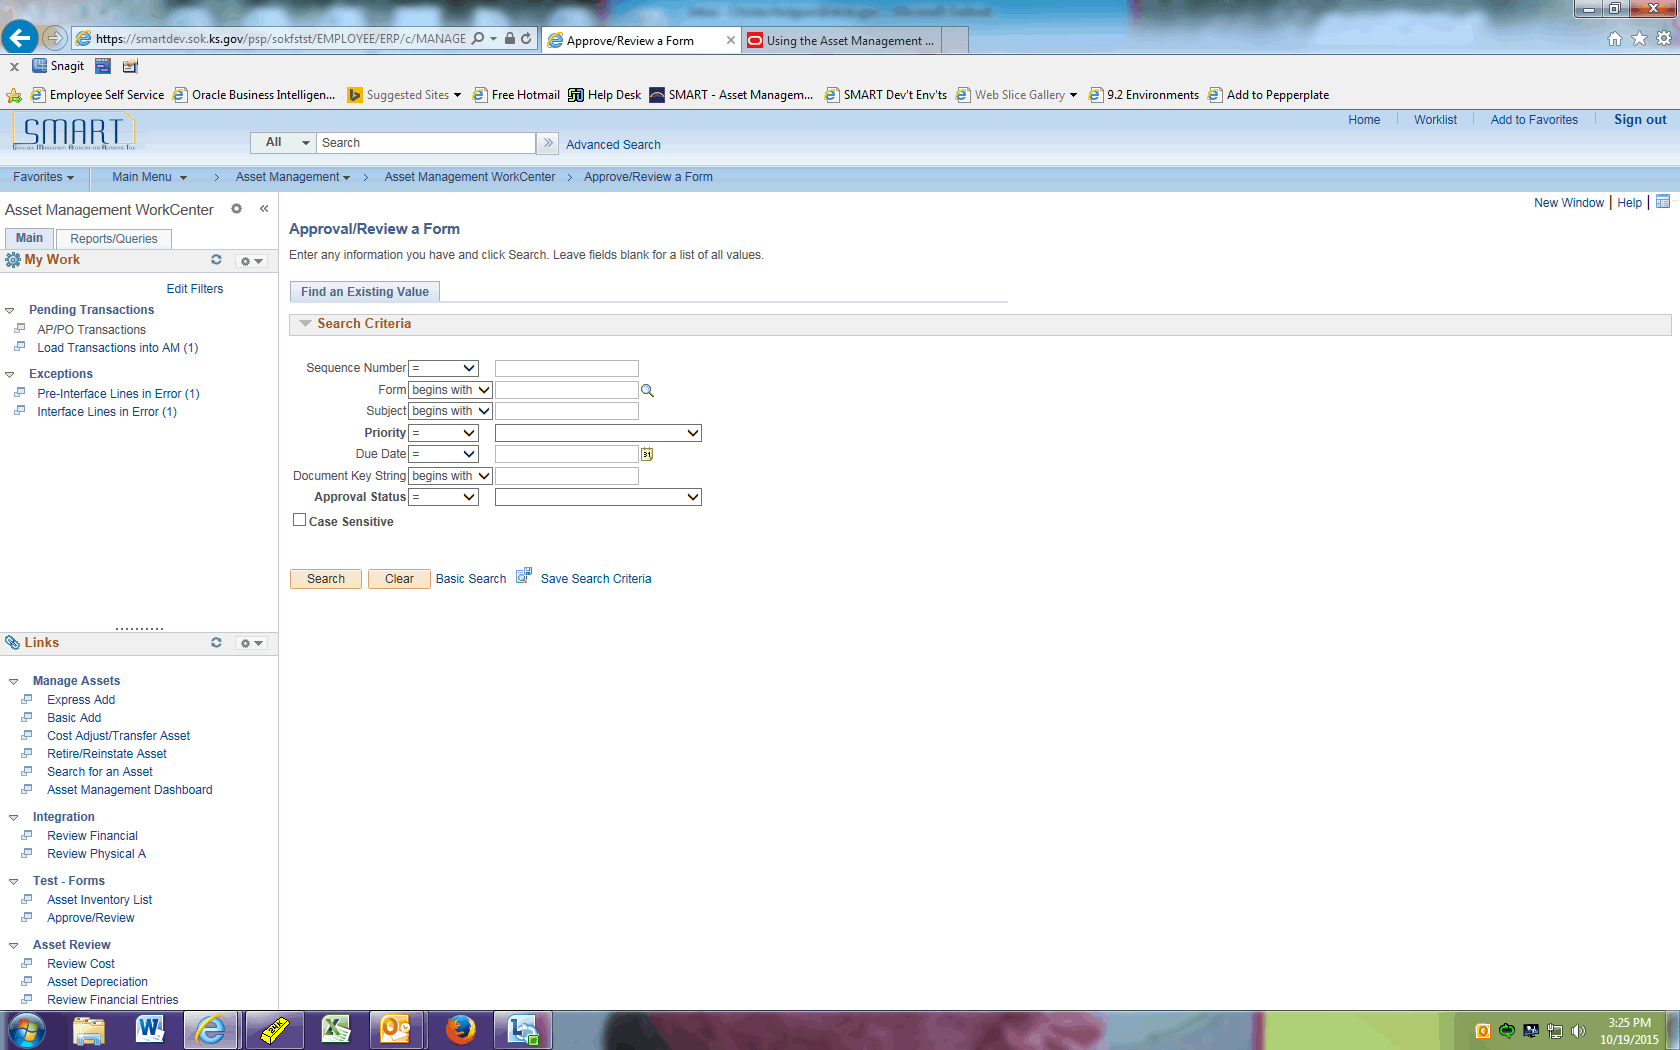 https://smartdev.sok.ks.gov/psp/sokfstst/EMPLOYEE/ERP/c/MANAGE
Approve/Review a Form
Using the Asset Management ...
Snagit
Employee Self Service
Oracle Business Intelligen...
Suggested Sites
Free Hotmail
Help Desk
SMART - Asset Managem...
SMART Dev't Env'ts
Web Slice Gallery
9.2 Environments
Add to Pepperplate
SMART
Home
Worklist
Add to Favorites
Sign out
All
Search
Advanced Search
Favorites
Main Menu
Asset Management
Asset Management WorkCenter
Approve/Review a Form
Asset Management WorkCenter
New Window | Help |
Main
Reports/Queries
My Work
Edit Filters
Pending Transactions
AP/PO Transactions
Load Transactions into AM (1)
Exceptions
Pre-Interface Lines in Error (1)
Interface Lines in Error (1)
Links
Manage Assets
Express Add
Basic Add
Cost Adjust/Transfer Asset
Retire/Reinstate Asset
Search for an Asset
Asset Management Dashboard
Integration
Review Financial
Review Physical A
Test - Forms
Asset Inventory List
Approve/Review
Asset Review
Review Cost
Asset Depreciation
Review Financial Entries
Approval/Review a Form
Enter any information you have and click Search. Leave fields blank for a list of all values.
Find an Existing Value
Search Criteria
Sequence Number =
Form begins with
Subject begins with
Priority =
Due Date =
31
Document Key String begins with
Approval Status =
Case Sensitive
Search
Clear
Basic Search
Save Search Criteria
3:25 PM
10/19/2015